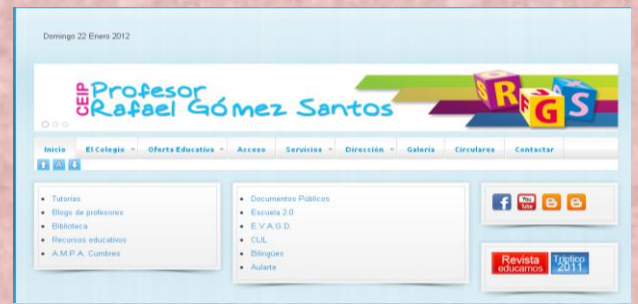 Domingo 22 Enero 2012
CEIP
Profesor
Rafael Gómez Santos
R G S
Inicio El Colegio Oferta Educativa Acceso Servicios Dirección Galería Circulares Contactar
A
Tutorías
Blogs de profesores
Biblioteca
Recursos educativos
A.M.P.A. Cumbres
Documentos Públicos
Escuela 2.0
E.V.A.G.D.
CLIL
Bilingües
Aularte
f
You Tube
Revista
educamos
Tríptico
2011